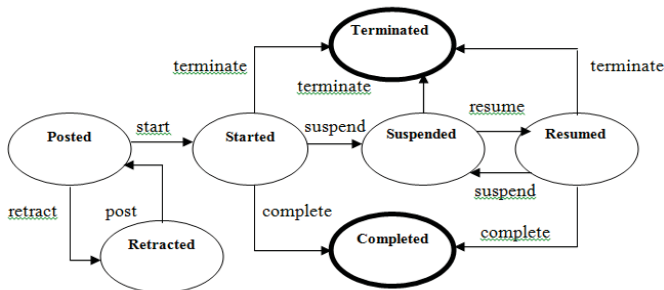 Terminated
terminate
terminate
terminate
resume
Posted
start
Started
suspend
Suspended
Resumed
suspend
retract
post
complete
complete
Retracted
Completed